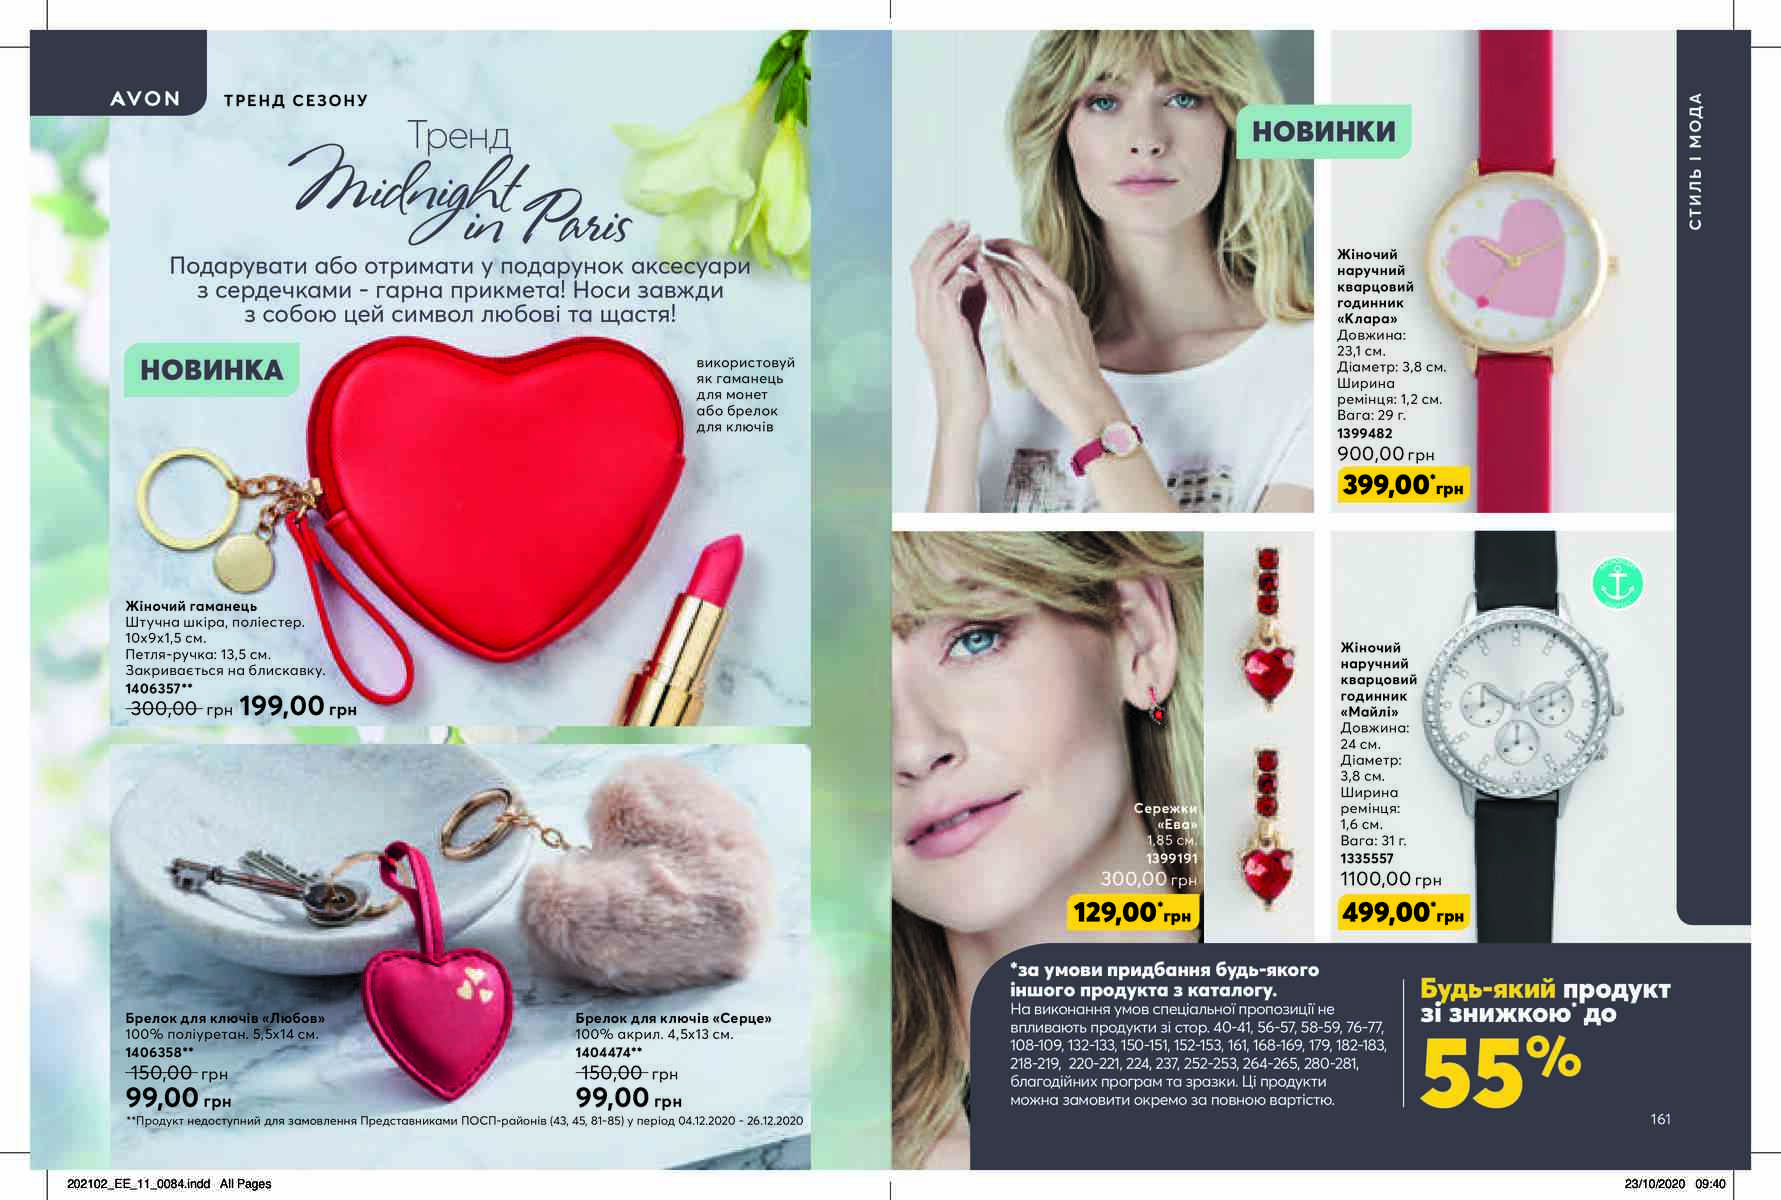 AVON
ТРЕНД СЕЗОНУ
Тренд
Midnight
in Paris
Подарувати або отримати у подарунок аксесуари
з сердечками - гарна прикмета! Носи завжди
з собою цей символ любові та щастя!
НОВИНКА
використовуй
як гаманець
для монет
або брелок
для ключів
Жіночий гаманець
Штучна шкіра, поліестер.
10х9х1,5 см.
Петля-ручка: 13,5 см.
Закривається на блискавку.
1406357**
300,00 грн 199,00 грн
Брелок для ключів «Любов»
100% поліуретан. 5,5х14 см.
1406358**
150,00 грн
99,00 грн
Брелок для ключів «Серце»
100% акрил. 4,5х13 см.
1404474**
150,00 грн
99,00 грн
**Продукт недоступний для замовлення Представниками ПОСП-районів (43, 45, 81-85) у період 04.12.2020 - 26.12.2020
НОВИНКИ
СТИЛЬ І МОДА
Жіночий
наручний
кварцовий
годинник
«Клара»
Довжина:
23,1 см.
Діаметр: 3,8 см.
Ширина
ремінця: 1,2 см.
Вага: 29 г.
1399482
900,00 грн
399,00*грн
Сережки
«Ева»
1,85 см.
1399191
300,00 грн
129,00*грн
Жіночий
наручний
кварцовий
годинник
«Майлі»
Довжина:
24 см.
Діаметр:
3,8 см.
Ширина
ремінця:
1,6 см.
Вага: 31 г.
1335557
1100,00 грн
499,00*грн
*за умови придбання будь-якого
іншого продукта з каталогу.
На виконання умов спеціальної пропозиції не
впливають продукти зі стор. 40-41, 56-57, 58-59, 76-77,
108-109, 132-133, 150-151, 152-153, 161, 168-169, 179, 182-183,
218-219, 220-221, 224, 237, 252-253, 264-265, 280-281,
благодійних програм та зразки. Ці продукти
можна замовити окремо за повною вартістю.
Будь-який продукт
зі знижкою* до
55%
161
202102_EE_11_0084.indd All Pages
23/10/2020 09:40